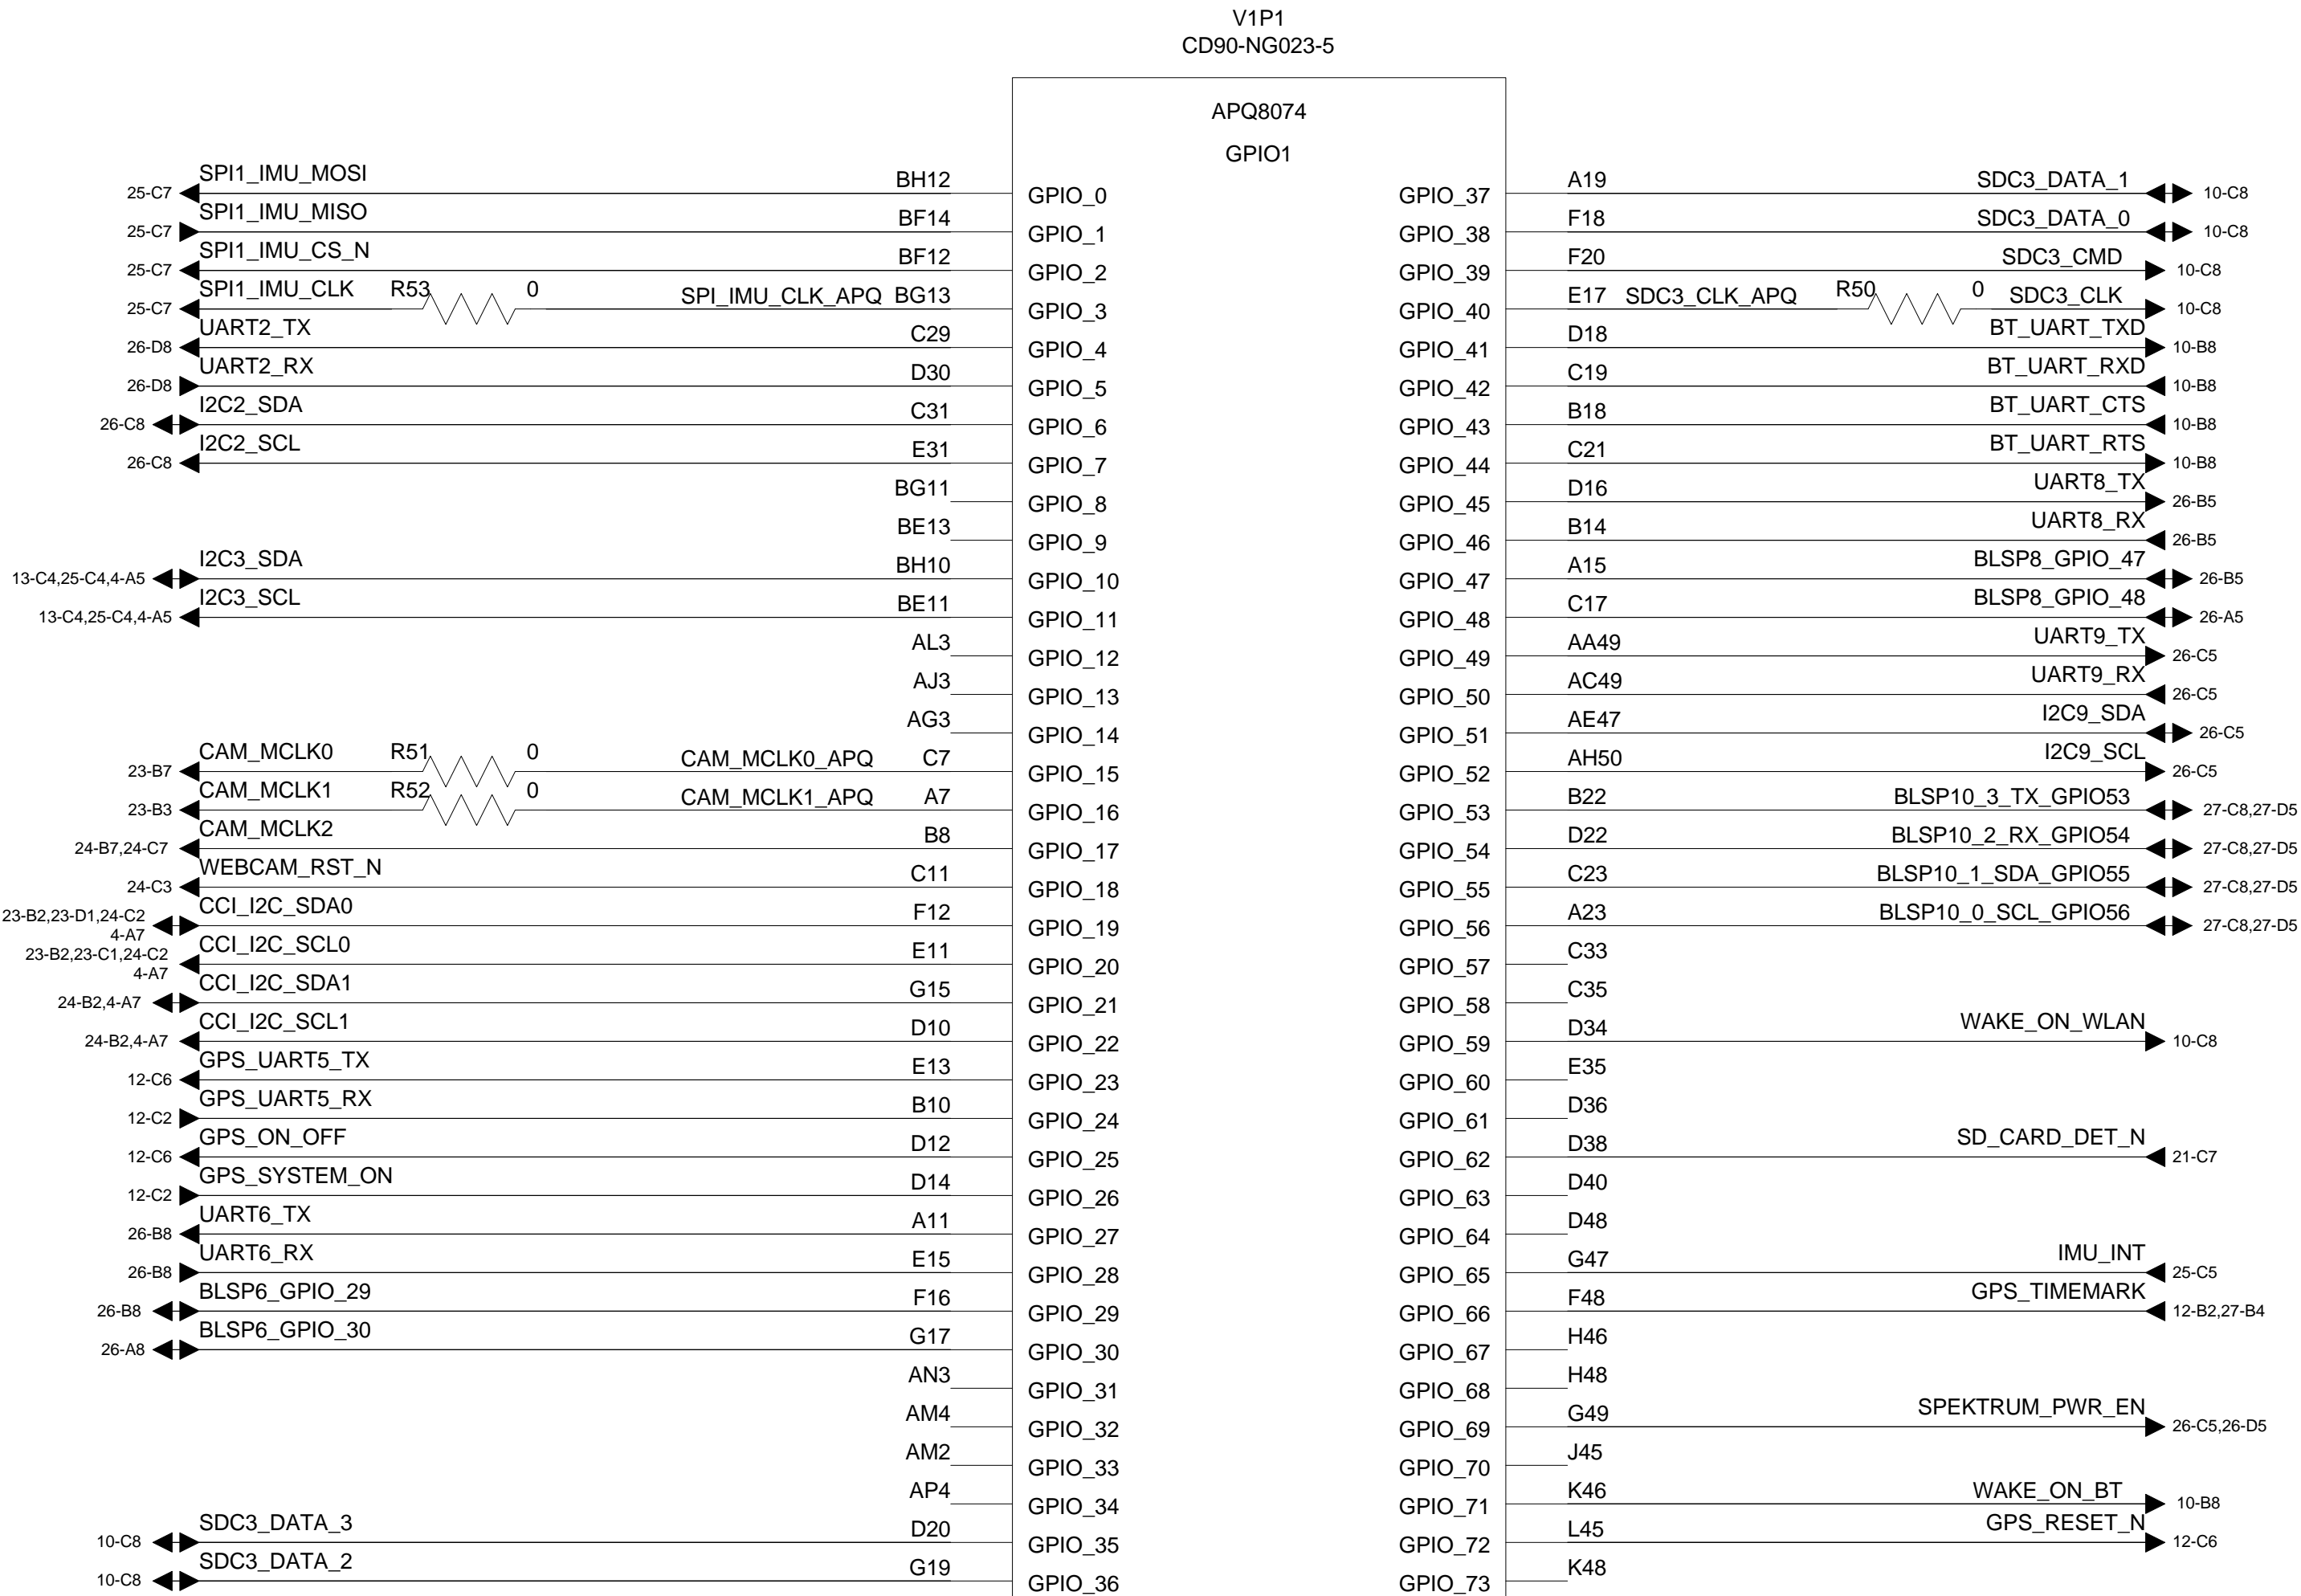 V1P1
CD90-NG023-5
APQ8074
GPIO1
25-C7 SPI1_IMU_MOSI BH12 GPIO_0 GPIO_37 A19 SDC3_DATA_1 10-C8
25-C7 SPI1_IMU_MISO BF14 GPIO_1 GPIO_38 F18 SDC3_DATA_0 10-C8
25-C7 SPI1_IMU_CS_N BF12 GPIO_2 GPIO_39 F20 SDC3_CMD 10-C8
25-C7 SPI1_IMU_CLK R53 0 SPI_IMU_CLK_APQ BG13 GPIO_3 GPIO_40 E17 SDC3_CLK_APQ R50 0 SDC3_CLK 10-C8
26-D8 UART2_TX C29 GPIO_4 GPIO_41 D18 BT_UART_TXD 10-B8
26-D8 UART2_RX D30 GPIO_5 GPIO_42 C19 BT_UART_RXD 10-B8
26-C8 I2C2_SDA C31 GPIO_6 GPIO_43 B18 BT_UART_CTS 10-B8
26-C8 I2C2_SCL E31 GPIO_7 GPIO_44 C21 BT_UART_RTS 10-B8
BG11 GPIO_8 GPIO_45 D16 UART8_TX 26-B5
BE13 GPIO_9 GPIO_46 B14 UART8_RX 26-B5
13-C4,25-C4,4-A5 I2C3_SDA BH10 GPIO_10 GPIO_47 A15 BLSP8_GPIO_47 26-B5
13-C4,25-C4,4-A5 I2C3_SCL BE11 GPIO_11 GPIO_48 C17 BLSP8_GPIO_48 26-A5
AL3 GPIO_12 GPIO_49 AA49 UART9_TX 26-C5
AJ3 GPIO_13 GPIO_50 AC49 UART9_RX 26-C5
AG3 GPIO_14 GPIO_51 AE47 I2C9_SDA 26-C5
23-B7 CAM_MCLK0 R51 0 CAM_MCLK0_APQ C7 GPIO_15 GPIO_52 AH50 I2C9_SCL 26-C5
23-B3 CAM_MCLK1 R52 0 CAM_MCLK1_APQ A7 GPIO_16 GPIO_53 B22 BLSP10_3_TX_GPIO53 27-C8,27-D5
24-B7,24-C7 CAM_MCLK2 B8 GPIO_17 GPIO_54 D22 BLSP10_2_RX_GPIO54 27-C8,27-D5
24-C3 WEBCAM_RST_N C11 GPIO_18 GPIO_55 C23 BLSP10_1_SDA_GPIO55 27-C8,27-D5
23-B2,23-D1,24-C2 4-A7 CCI_I2C_SDA0 F12 GPIO_19 GPIO_56 A23 BLSP10_0_SCL_GPIO56 27-C8,27-D5
23-B2,23-C1,24-C2 4-A7 CCI_I2C_SCL0 E11 GPIO_20 GPIO_57 C33
24-B2,4-A7 CCI_I2C_SDA1 G15 GPIO_21 GPIO_58 C35
24-B2,4-A7 CCI_I2C_SCL1 D10 GPIO_22 GPIO_59 D34 WAKE_ON_WLAN 10-C8
12-C6 GPS_UART5_TX E13 GPIO_23 GPIO_60 E35
12-C2 GPS_UART5_RX B10 GPIO_24 GPIO_61 D36
12-C6 GPS_ON_OFF D12 GPIO_25 GPIO_62 D38 SD_CARD_DET_N 21-C7
12-C2 GPS_SYSTEM_ON D14 GPIO_26 GPIO_63 D40
26-B8 UART6_TX A11 GPIO_27 GPIO_64 D48
26-B8 UART6_RX E15 GPIO_28 GPIO_65 G47 IMU_INT 25-C5
26-B8 BLSP6_GPIO_29 F16 GPIO_29 GPIO_66 F48 GPS_TIMEMARK 12-B2,27-B4
26-A8 BLSP6_GPIO_30 G17 GPIO_30 GPIO_67 H46
AN3 GPIO_31 GPIO_68 H48
AM4 GPIO_32 GPIO_69 G49 SPEKTRUM_PWR_EN 26-C5,26-D5
AM2 GPIO_33 GPIO_70 J45
AP4 GPIO_34 GPIO_71 K46 WAKE_ON_BT 10-B8
10-C8 SDC3_DATA_3 D20 GPIO_35 GPIO_72 L45 GPS_RESET_N 12-C6
10-C8 SDC3_DATA_2 G19 GPIO_36 GPIO_73 K48